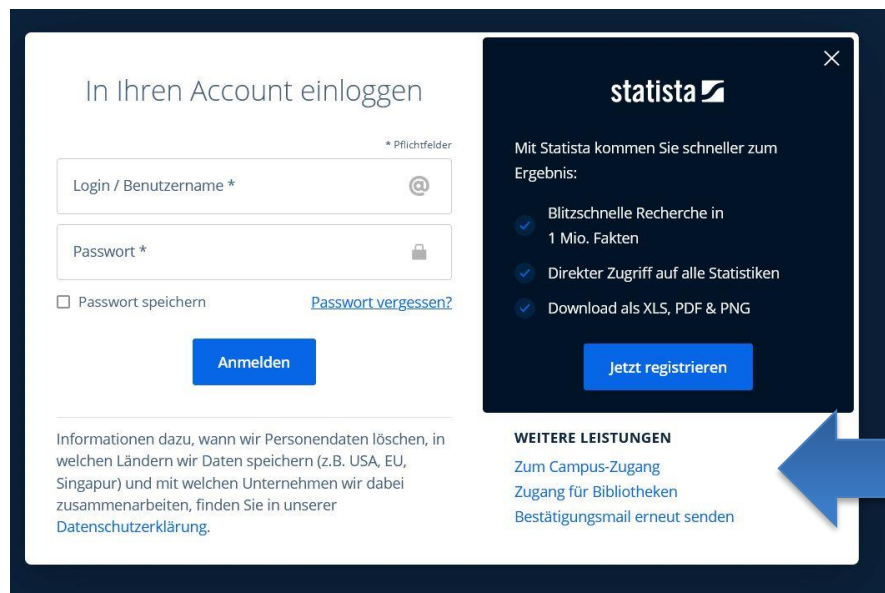 In Ihren Account einloggen
* Pflichtfelder
Login / Benutzername *
@
Passwort *
Passwort speichern
Passwort vergessen?
Anmelden
Informationen dazu, wann wir Personendaten löschen, in
welchen Ländern wir Daten speichern (z.B. USA, EU,
Singapur) und mit welchen Unternehmen wir dabei
zusammenarbeiten, finden Sie in unserer
Datenschutzerklärung.
statista
Mit Statista kommen Sie schneller zum
Ergebnis:
Blitzschnelle Recherche in
1 Mio. Fakten
Direkter Zugriff auf alle Statistiken
Download als XLS, PDF & PNG
Jetzt registrieren
WEITERE LEISTUNGEN
Zum Campus-Zugang
Zugang für Bibliotheken
Bestätigungsmail erneut senden